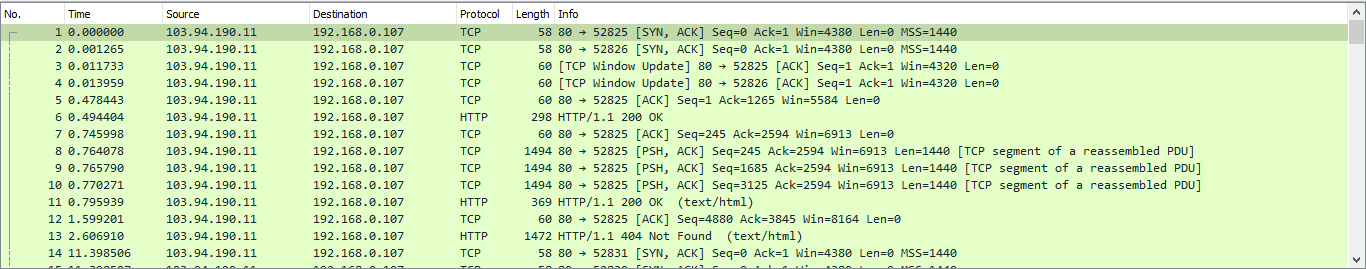 No. Time Source Destination Protocol Length Info
1 0.000000 103.94.190.11 192.168.0.107 TCP 58 80 → 52825 [SYN, ACK] Seq=0 Ack=1 Win=4380 Len=0 MSS=1440
2 0.001265 103.94.190.11 192.168.0.107 TCP 58 80 → 52826 [SYN, ACK] Seq=0 Ack=1 Win=4380 Len=0 MSS=1440
3 0.011733 103.94.190.11 192.168.0.107 TCP 60 [TCP Window Update] 80 → 52825 [ACK] Seq=1 Ack=1 Win=4320 Len=0
4 0.013959 103.94.190.11 192.168.0.107 TCP 60 [TCP Window Update] 80 → 52826 [ACK] Seq=1 Ack=1 Win=4320 Len=0
5 0.478443 103.94.190.11 192.168.0.107 TCP 60 80 → 52825 [ACK] Seq=1 Ack=1265 Win=5584 Len=0
6 0.494404 103.94.190.11 192.168.0.107 HTTP 298 HTTP/1.1 200 OK
7 0.745998 103.94.190.11 192.168.0.107 TCP 60 80 → 52825 [ACK] Seq=245 Ack=2594 Win=6913 Len=0
8 0.764078 103.94.190.11 192.168.0.107 TCP 1494 80 → 52825 [PSH, ACK] Seq=245 Ack=2594 Win=6913 Len=1440 [TCP segment of a reassembled PDU]
9 0.765790 103.94.190.11 192.168.0.107 TCP 1494 80 → 52825 [PSH, ACK] Seq=1685 Ack=2594 Win=6913 Len=1440 [TCP segment of a reassembled PDU]
10 0.770271 103.94.190.11 192.168.0.107 TCP 1494 80 → 52825 [PSH, ACK] Seq=3125 Ack=2594 Win=6913 Len=1440 [TCP segment of a reassembled PDU]
11 0.795939 103.94.190.11 192.168.0.107 HTTP 369 HTTP/1.1 200 OK (text/html)
12 1.599201 103.94.190.11 192.168.0.107 TCP 60 80 → 52825 [ACK] Seq=4880 Ack=3845 Win=8164 Len=0
13 2.606910 103.94.190.11 192.168.0.107 HTTP 1472 HTTP/1.1 404 Not Found (text/html)
14 11.398506 103.94.190.11 192.168.0.107 TCP 58 80 → 52831 [SYN, ACK] Seq=0 Ack=1 Win=4380 Len=0 MSS=1440